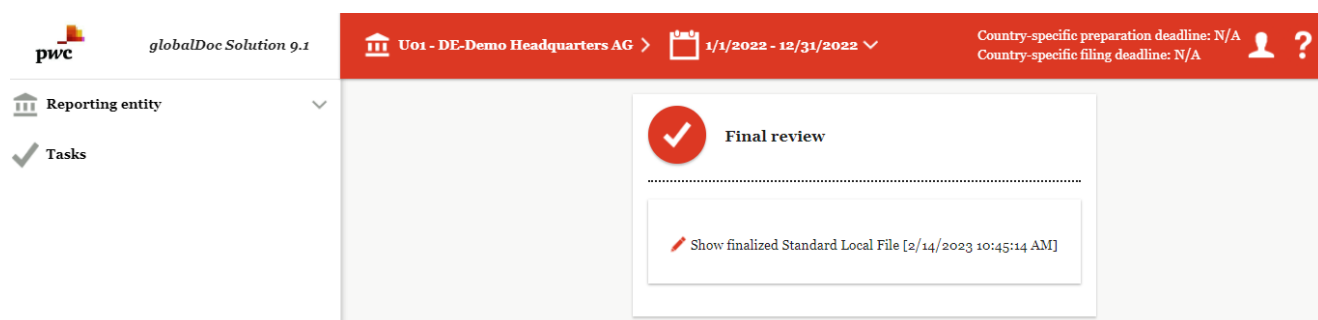 pwc
globalDoc Solution 9.1
U01 - DE-Demo Headquarters AG
1/1/2022 - 12/31/2022
Country-specific preparation deadline: N/A
Country-specific filing deadline: N/A
?
Reporting entity
Tasks
Final review
Show finalized Standard Local File [2/14/2023 10:45:14 AM]